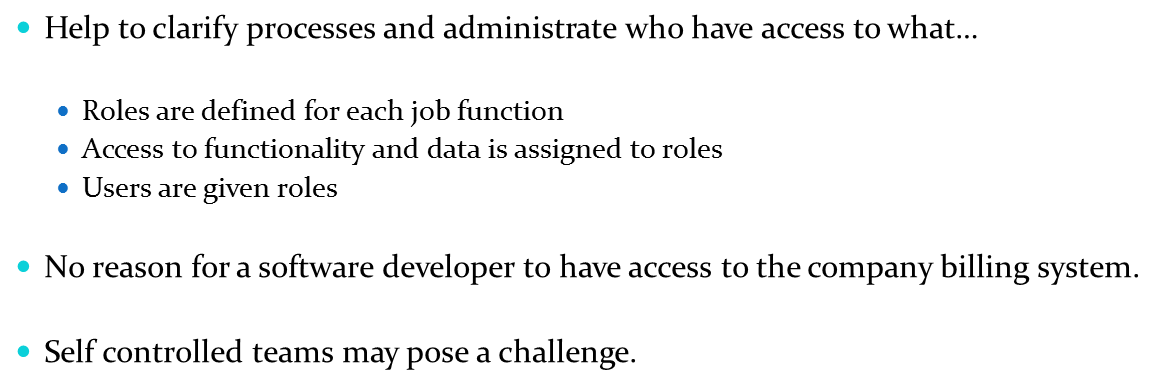 Help to clarify processes and administrate who have access to what...
Roles are defined for each job function
Access to functionality and data is assigned to roles
Users are given roles
No reason for a software developer to have access to the company billing system.
Self controlled teams may pose a challenge.